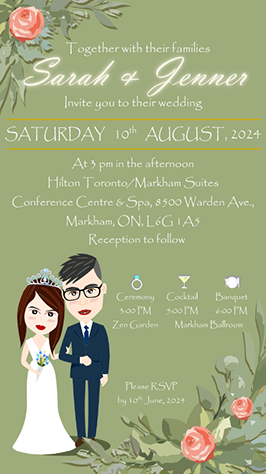 Together with their families
Sarah & Jenner
Invite you to their wedding
SATURDAY 10th AUGUST, 2024
At 3 pm in the afternoon
Hilton Toronto/Markham Suites
Conference Centre & Spa, 8500 Warden Ave.,
Markham, ON, L6G 1A5
Reception to follow
Ceremony Cocktail Banquet
3:00 PM 5:00 PM 6:00 PM
Zen Garden Markham Ballroom
Please RSVP
by 10th June, 2024